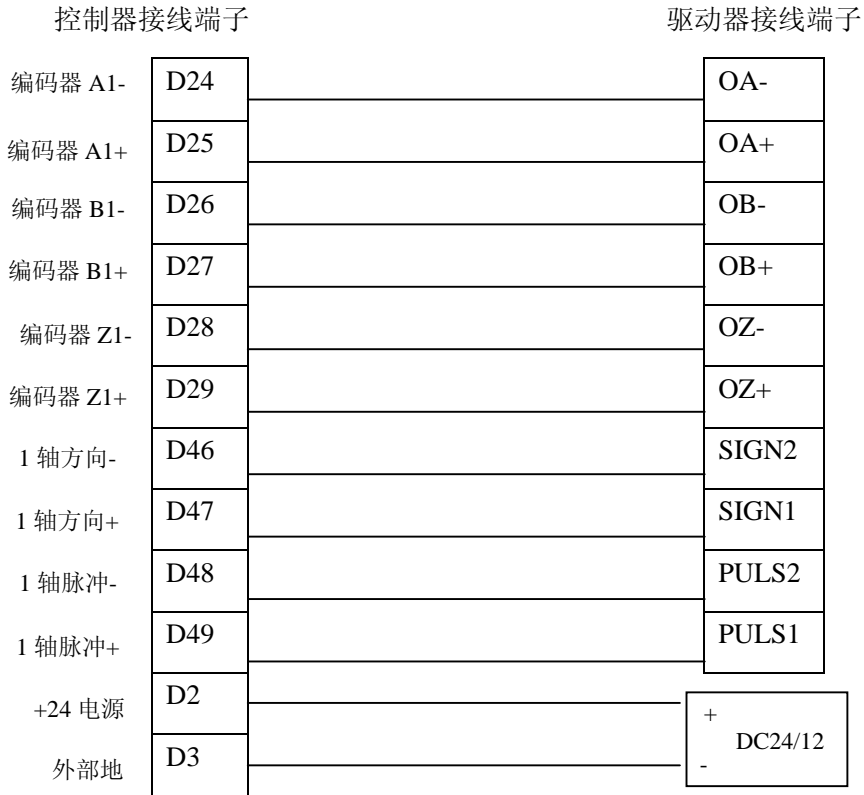 控制器接线端子 驱动器接线端子
编码器 A1- D24 OA-
编码器 A1+ D25 OA+
编码器 B1- D26 OB-
编码器 B1+ D27 OB+
编码器 Z1- D28 OZ-
编码器 Z1+ D29 OZ+
1 轴方向- D46 SIGN2
1 轴方向+ D47 SIGN1
1 轴脉冲- D48 PULS2
1 轴脉冲+ D49 PULS1
+24 电源 D2 +
DC24/12
外部地 D3 -